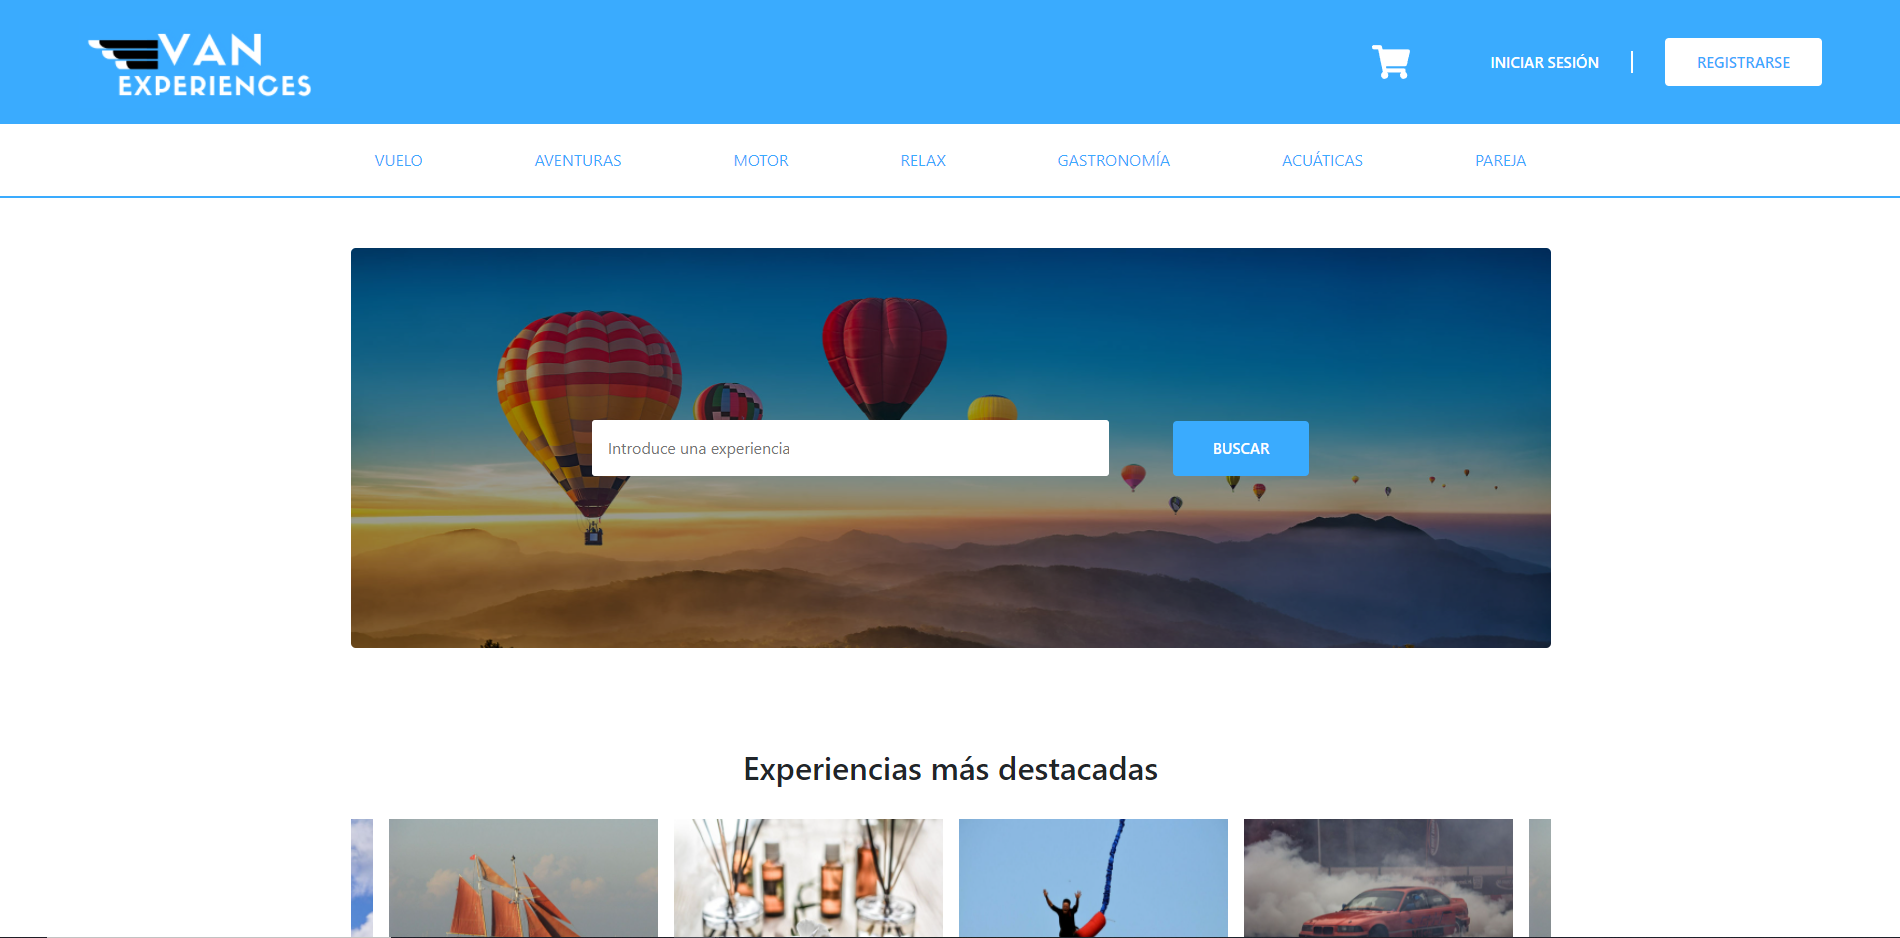 VAN
EXPERIENCES
INICIAR SESIÓN
REGISTRARSE
VUELO
AVENTURAS
MOTOR
RELAX
GASTRONOMÍA
ACUÁTICAS
PAREJA
Introduce una experiencia
BUSCAR
Experiencias más destacadas